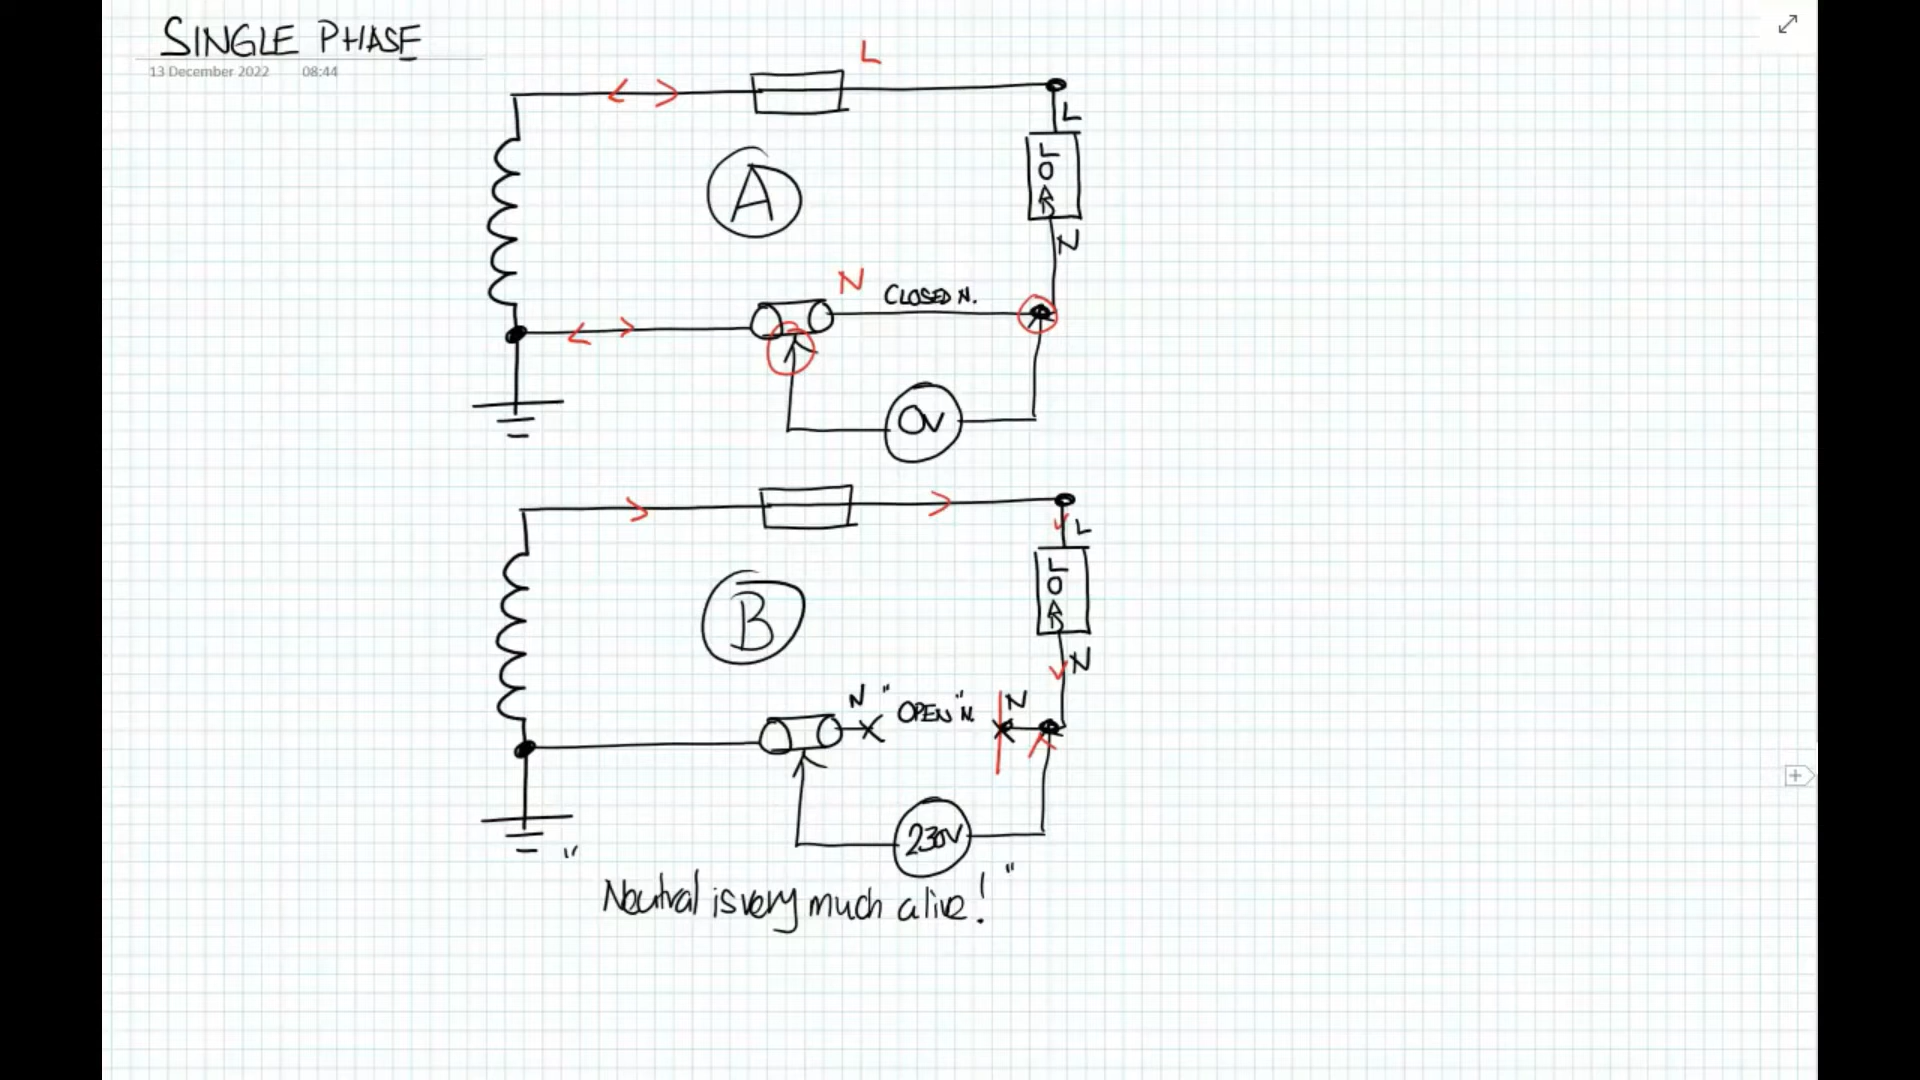 SINGLE PHASE
13 December 2022 08:44
L
L
LOAD
A
N
N
CLOSED N.
0V
L
LOAD
B
N
N "OPEN" N. N
230V
"Neutral is very much alive!"